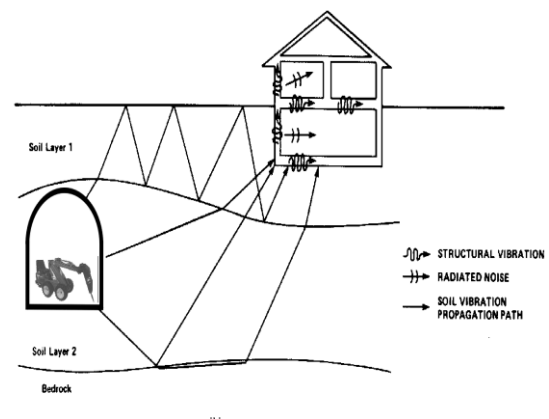 Soil Layer 1
STRUCTURAL VIBRATION
RADIATED NOISE
SOIL VIBRATION
PROPAGATION PATH
Soil Layer 2
Bedrock